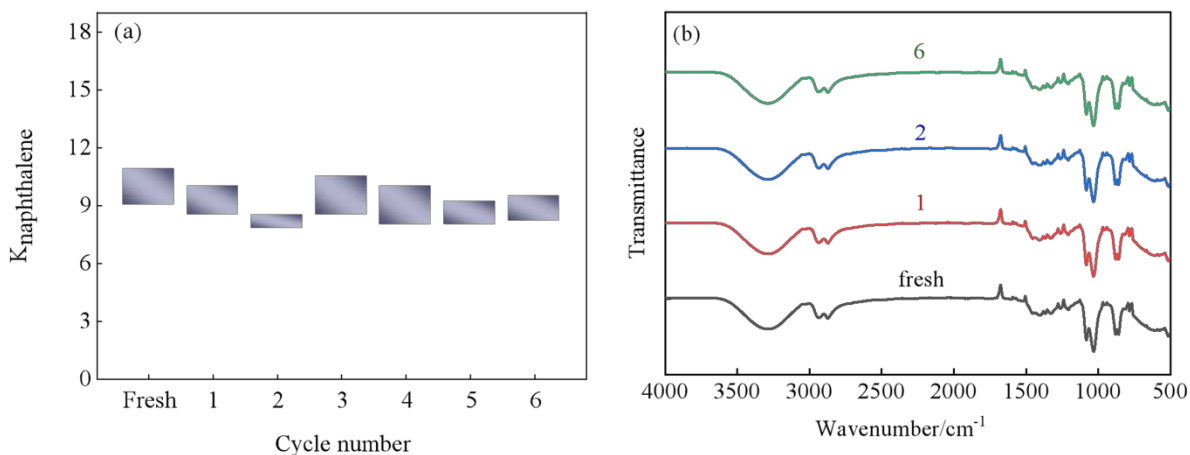 (a)
18
15
12
9
6
3
0
Knaphthalene
Fresh 1 2 3 4 5 6
Cycle number
(b)
6
2
1
fresh
Transmittance
4000 3500 3000 2500 2000 1500 1000 500
Wavenumber/cm-1